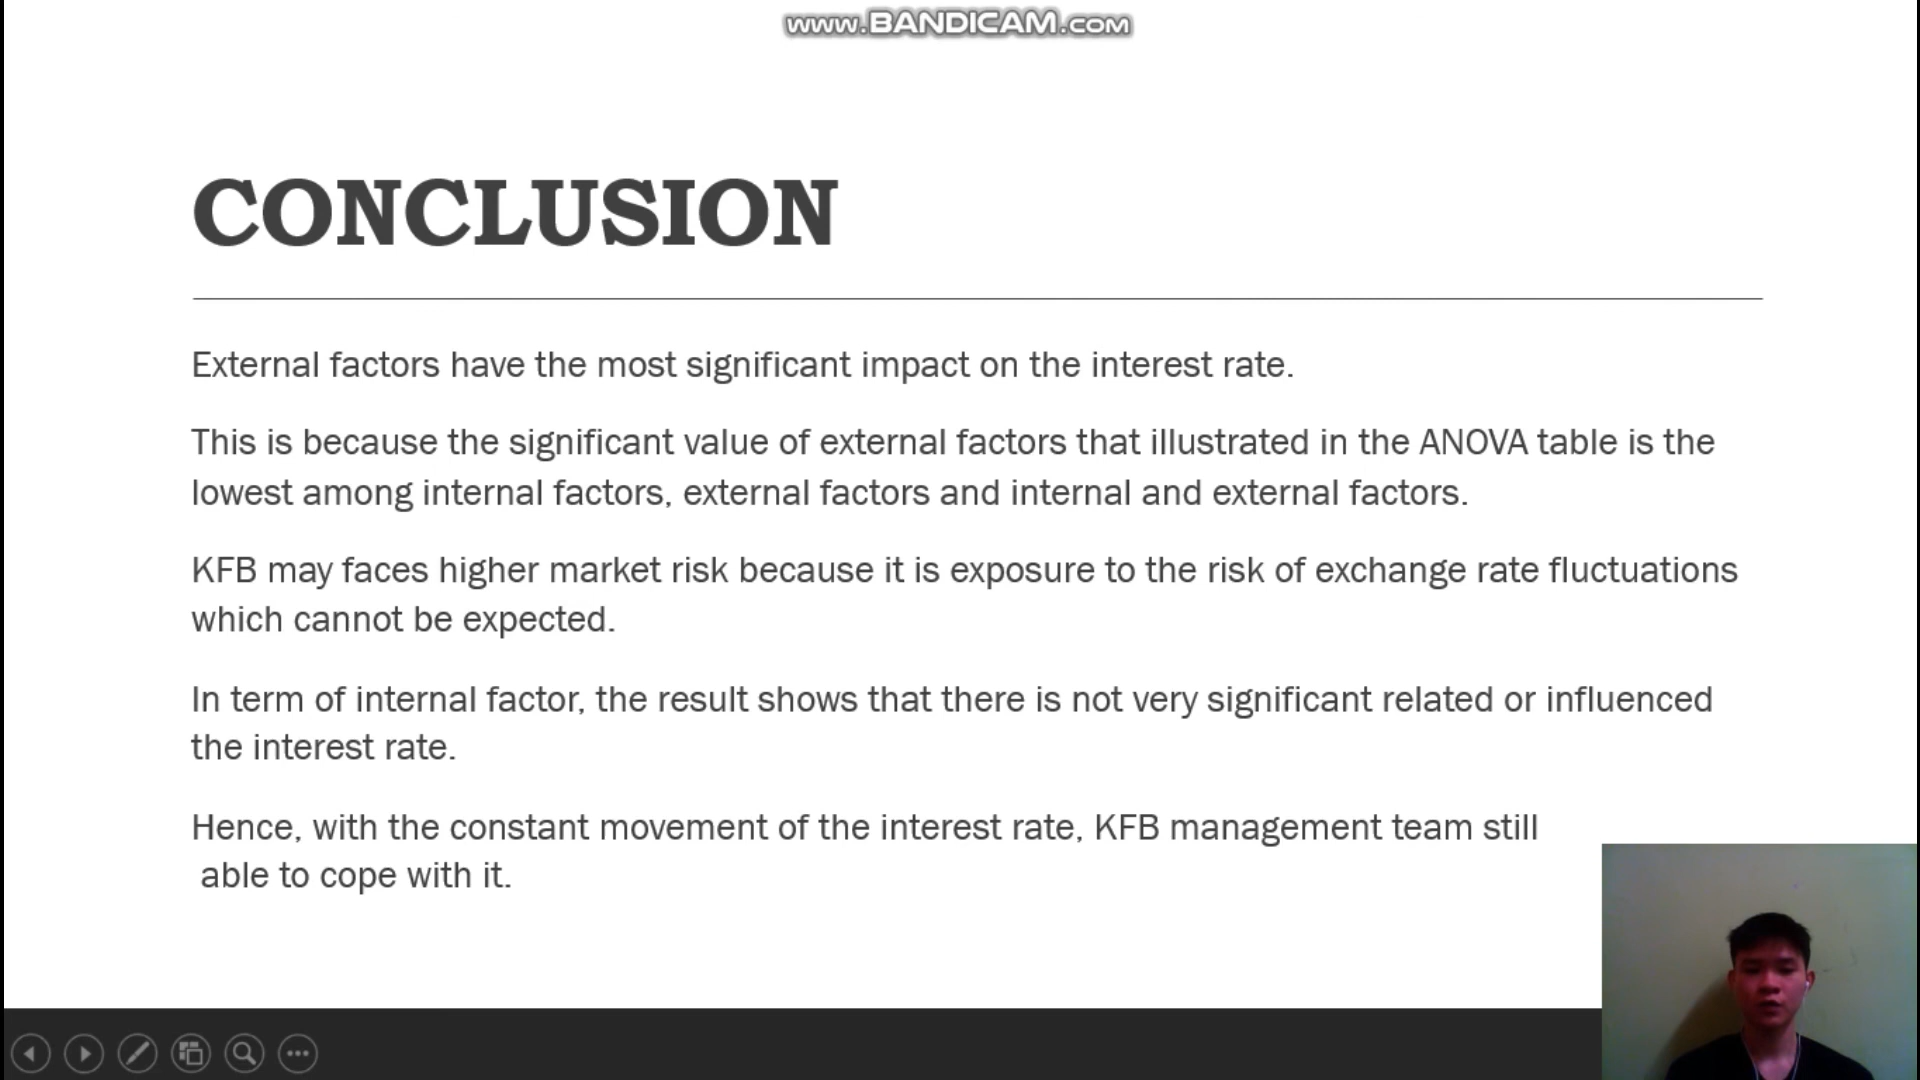 www.BANDICAM.com
CONCLUSION
External factors have the most significant impact on the interest rate.
This is because the significant value of external factors that illustrated in the ANOVA table is the
lowest among internal factors, external factors and internal and external factors.
KFB may faces higher market risk because it is exposure to the risk of exchange rate fluctuations
which cannot be expected.
In term of internal factor, the result shows that there is not very significant related or influenced
the interest rate.
Hence, with the constant movement of the interest rate, KFB management team still
able to cope with it.